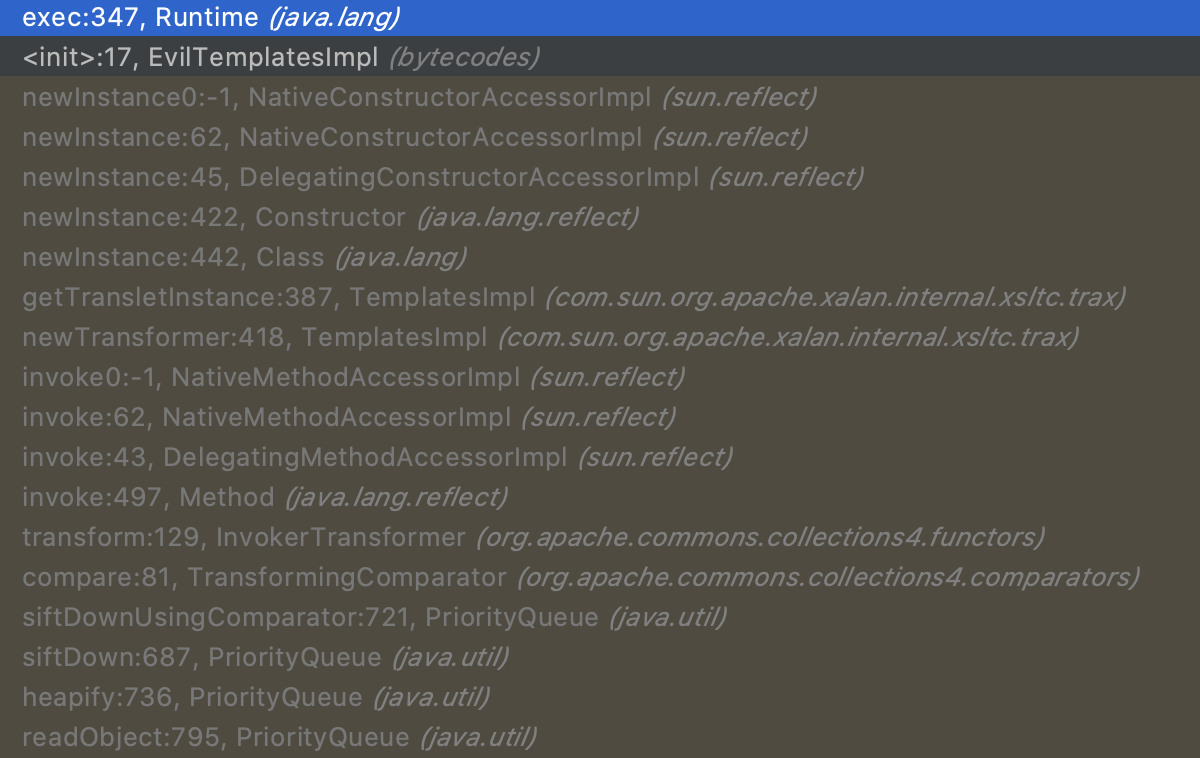 exec:347, Runtime (java.lang)
<init>:17, EvilTemplatesImpl (bytecodes)
newInstance0:-1, NativeConstructorAccessorImpl (sun.reflect)
newInstance:62, NativeConstructorAccessorImpl (sun.reflect)
newInstance:45, DelegatingConstructorAccessorImpl (sun.reflect)
newInstance:422, Constructor (java.lang.reflect)
newInstance:442, Class (java.lang)
getTransletInstance:387, TemplatesImpl (com.sun.org.apache.xalan.internal.xsltc.trax)
newTransformer:418, TemplatesImpl (com.sun.org.apache.xalan.internal.xsltc.trax)
invoke0:-1, NativeMethodAccessorImpl (sun.reflect)
invoke:62, NativeMethodAccessorImpl (sun.reflect)
invoke:43, DelegatingMethodAccessorImpl (sun.reflect)
invoke:497, Method (java.lang.reflect)
transform:129, InvokerTransformer (org.apache.commons.collections4.functors)
compare:81, TransformingComparator (org.apache.commons.collections4.comparators)
siftDownUsingComparator:721, PriorityQueue (java.util)
siftDown:687, PriorityQueue (java.util)
heapify:736, PriorityQueue (java.util)
readObject:795, PriorityQueue (java.util)